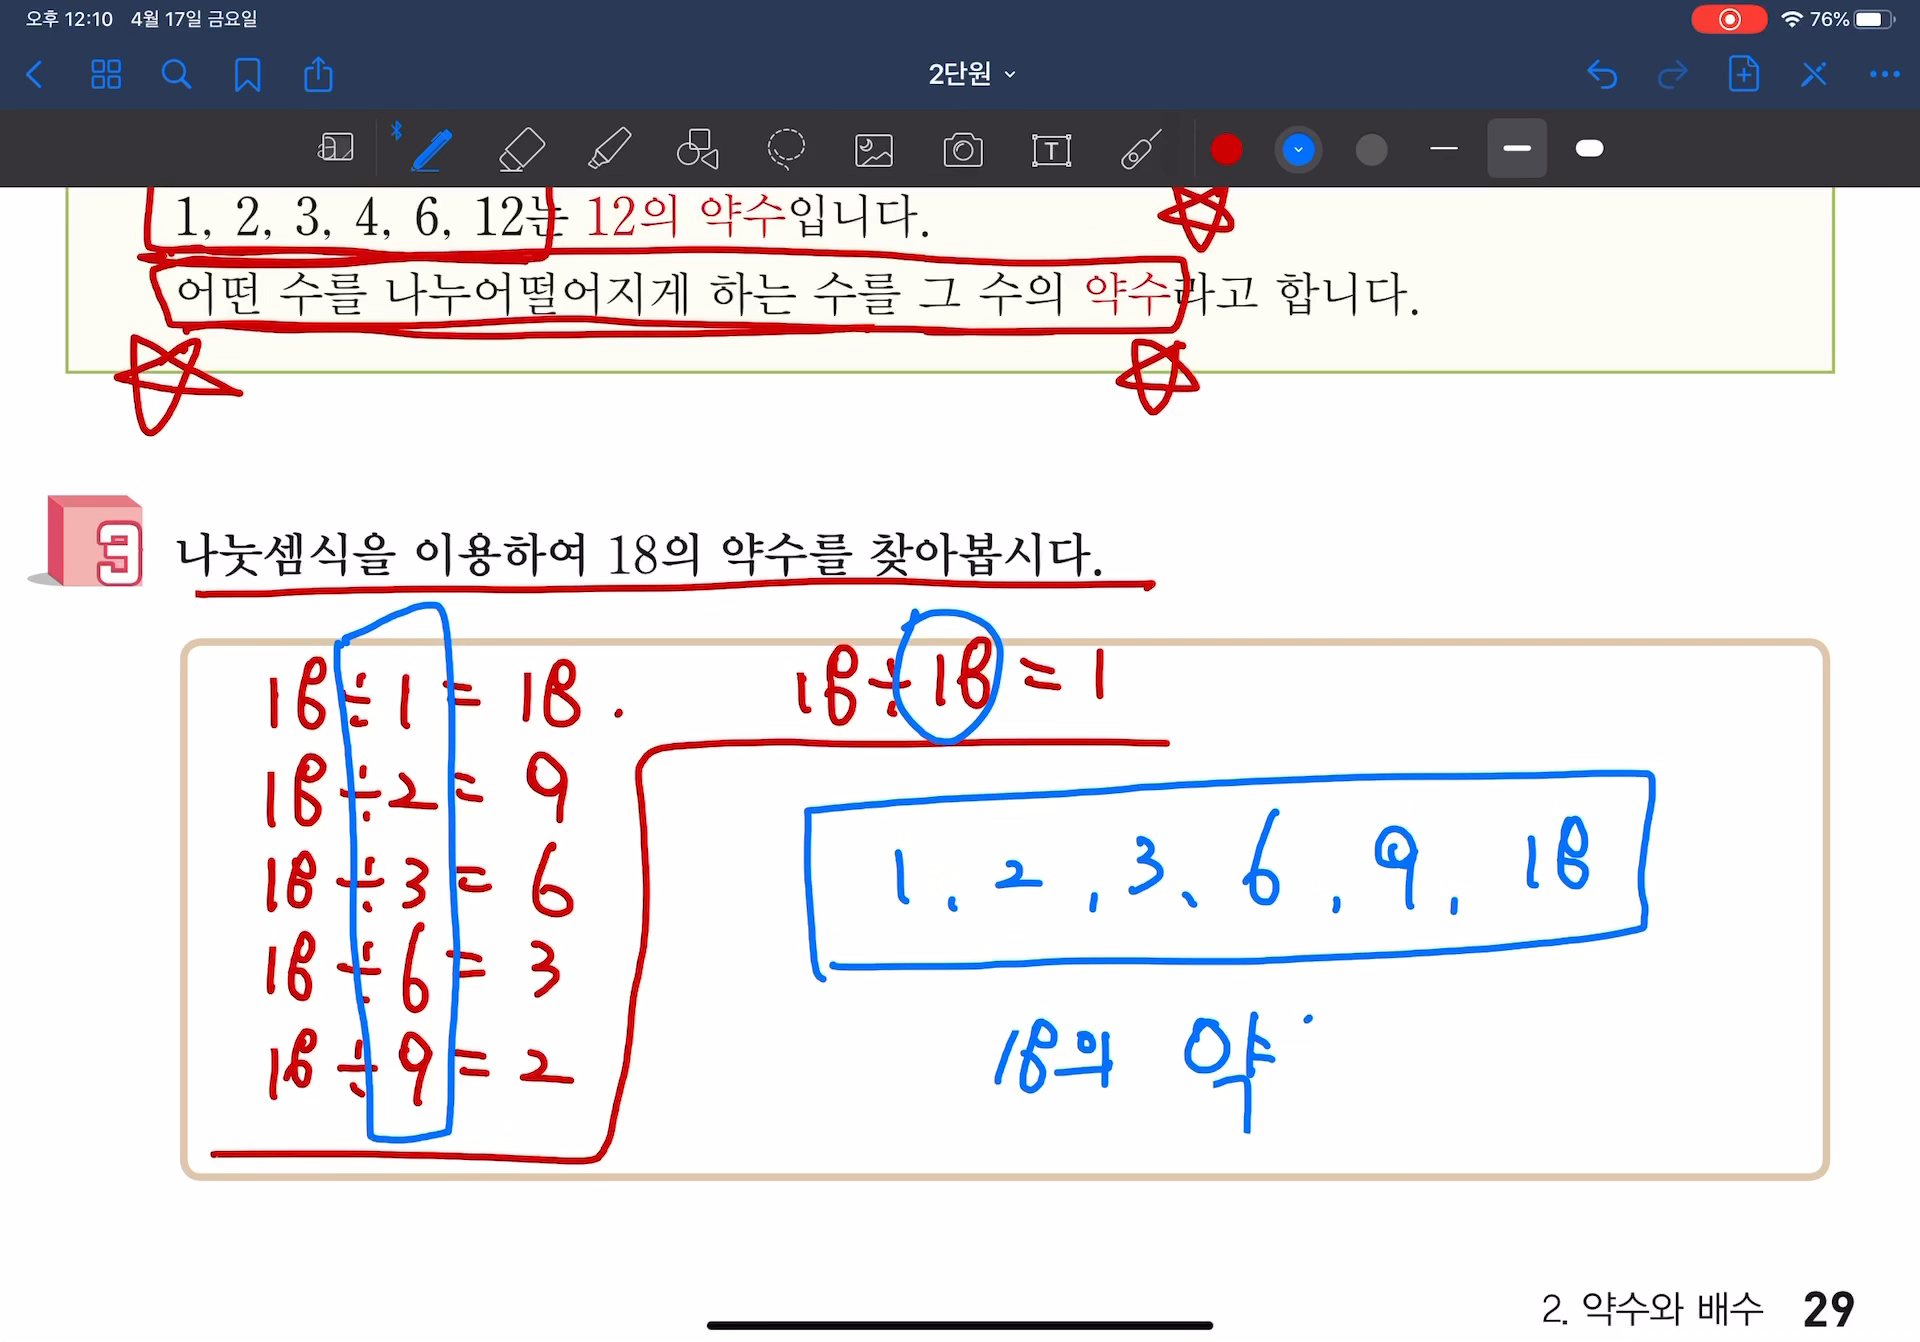 오후 12:10 4월 17일 금요일
76%
2단원
1, 2, 3, 4, 6, 12는 12의 약수입니다.
어떤 수를 나누어떨어지게 하는 수를 그 수의 약수라고 합니다.
3 나눗셈식을 이용하여 18의 약수를 찾아봅시다.
18÷1=18.
18÷2=9
18÷3=6
18÷6=3
18÷9=2
18÷18=1
1, 2, 3, 6, 9, 18
18의 약
2. 약수와 배수 29